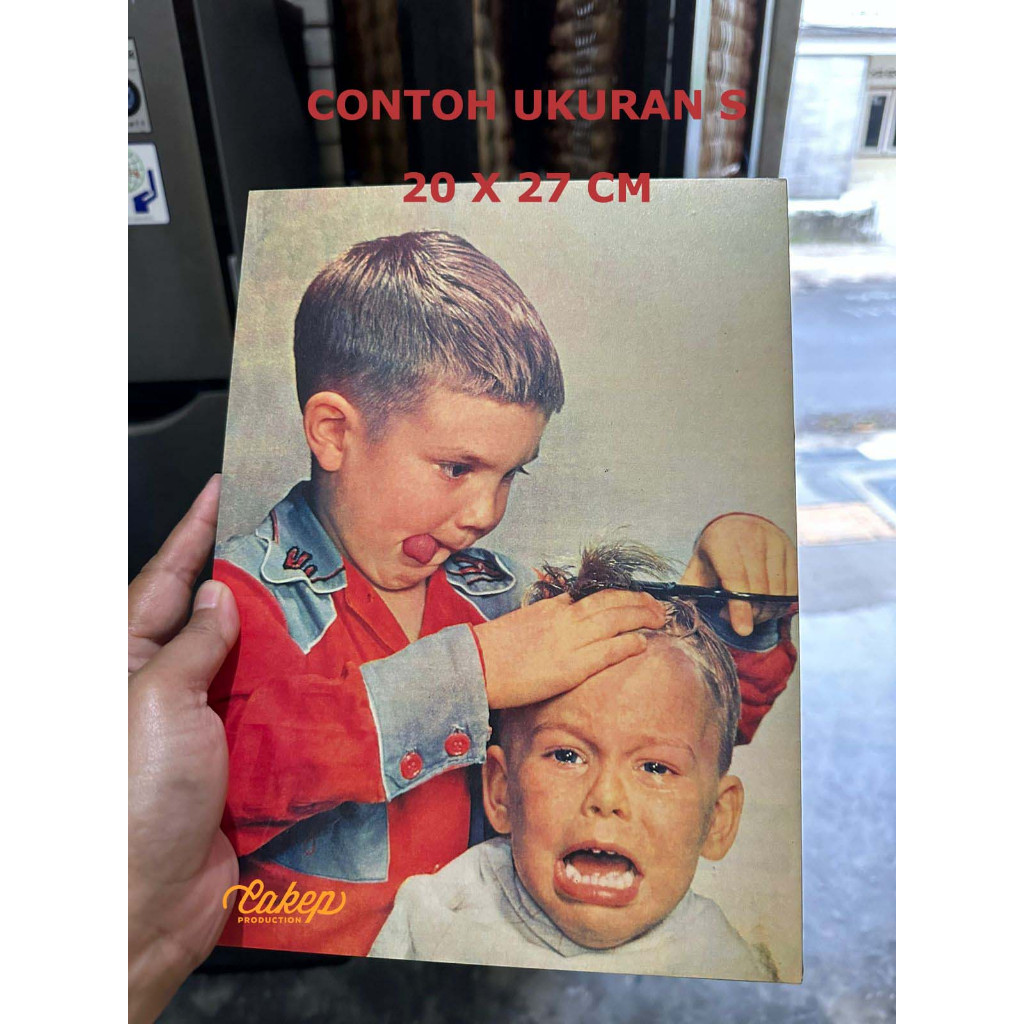 CONTOH UKURAN S
20 X 27 CM
Cakep
PRODUCTION